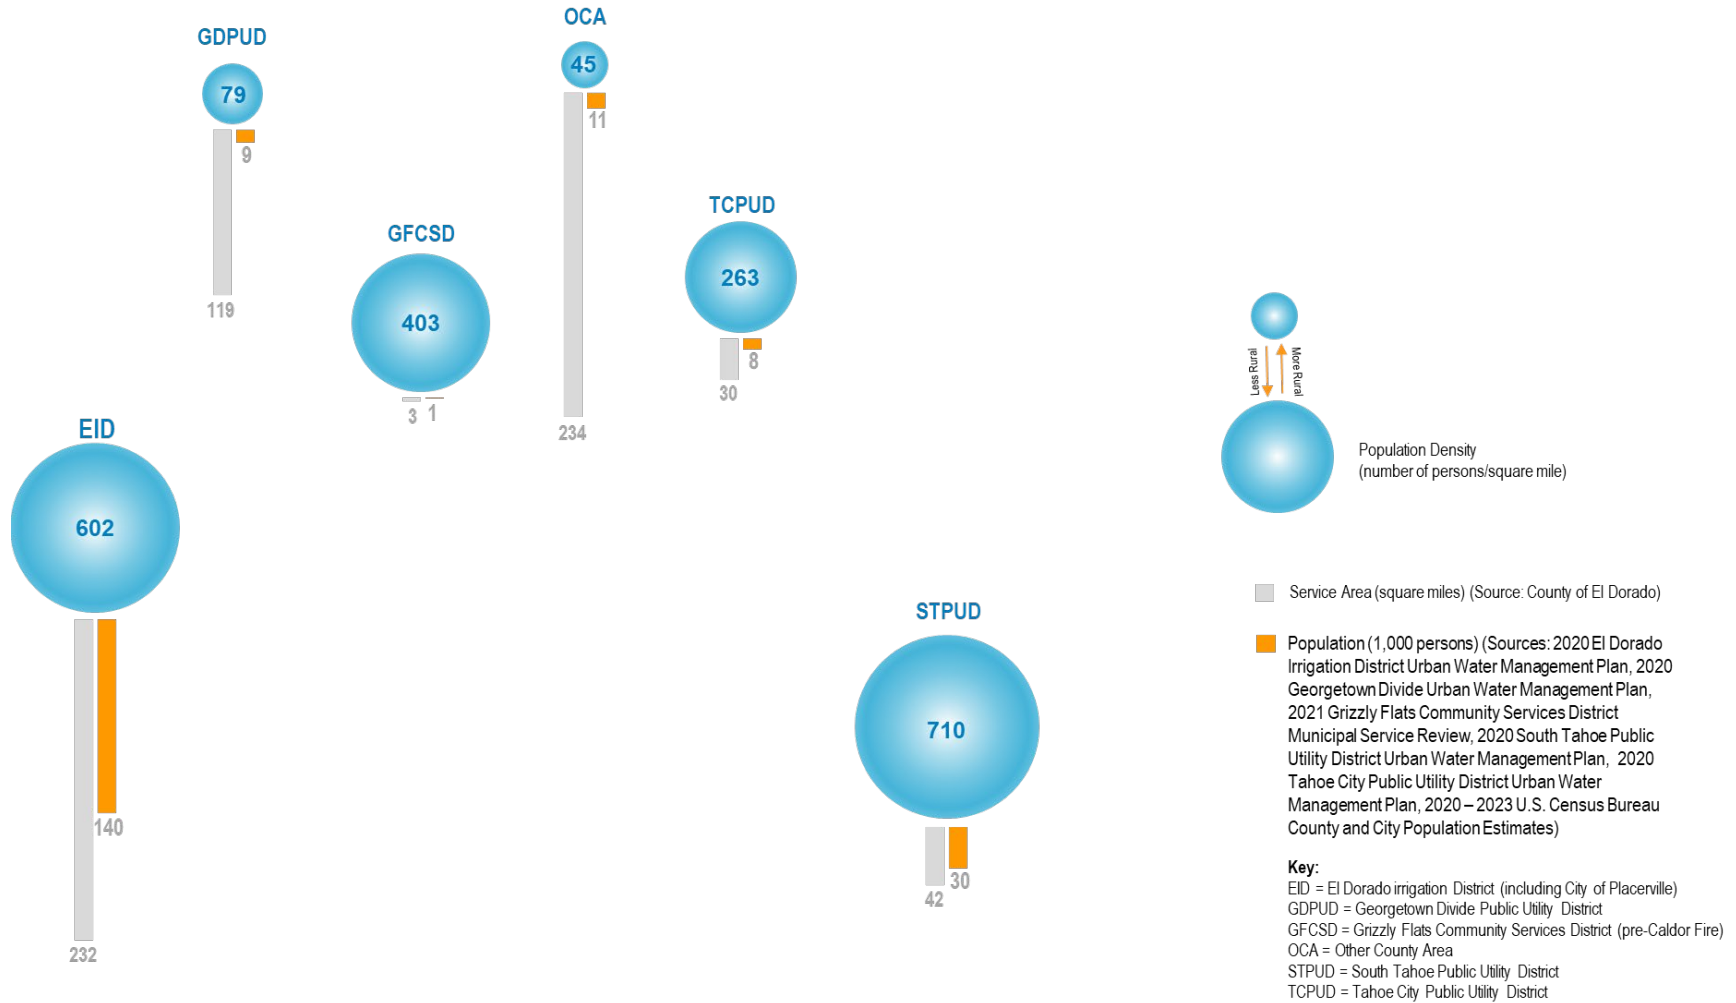 OCA
GDPUD
45
79
11
9
TCPUD
GFCSD
263
403
119
8
30
3
1
234
EID
602
140
232
STPUD
710
30
42
Less Rural
More Rural
Population Density
(number of persons/square mile)
Service Area (square miles) (Source: County of El Dorado)
Population (1,000 persons) (Sources: 2020 El Dorado
Irrigation District Urban Water Management Plan, 2020
Georgetown Divide Urban Water Management Plan,
2021 Grizzly Flats Community Services District
Municipal Service Review, 2020 South Tahoe Public
Utility District Urban Water Management Plan, 2020
Tahoe City Public Utility District Urban Water
Management Plan, 2020 – 2023 U.S. Census Bureau
County and City Population Estimates)
Key:
EID = El Dorado irrigation District (including City of Placerville)
GDPUD = Georgetown Divide Public Utility District
GFCSD = Grizzly Flats Community Services District (pre-Caldor Fire)
OCA = Other County Area
STPUD = South Tahoe Public Utility District
TCPUD = Tahoe City Public Utility District